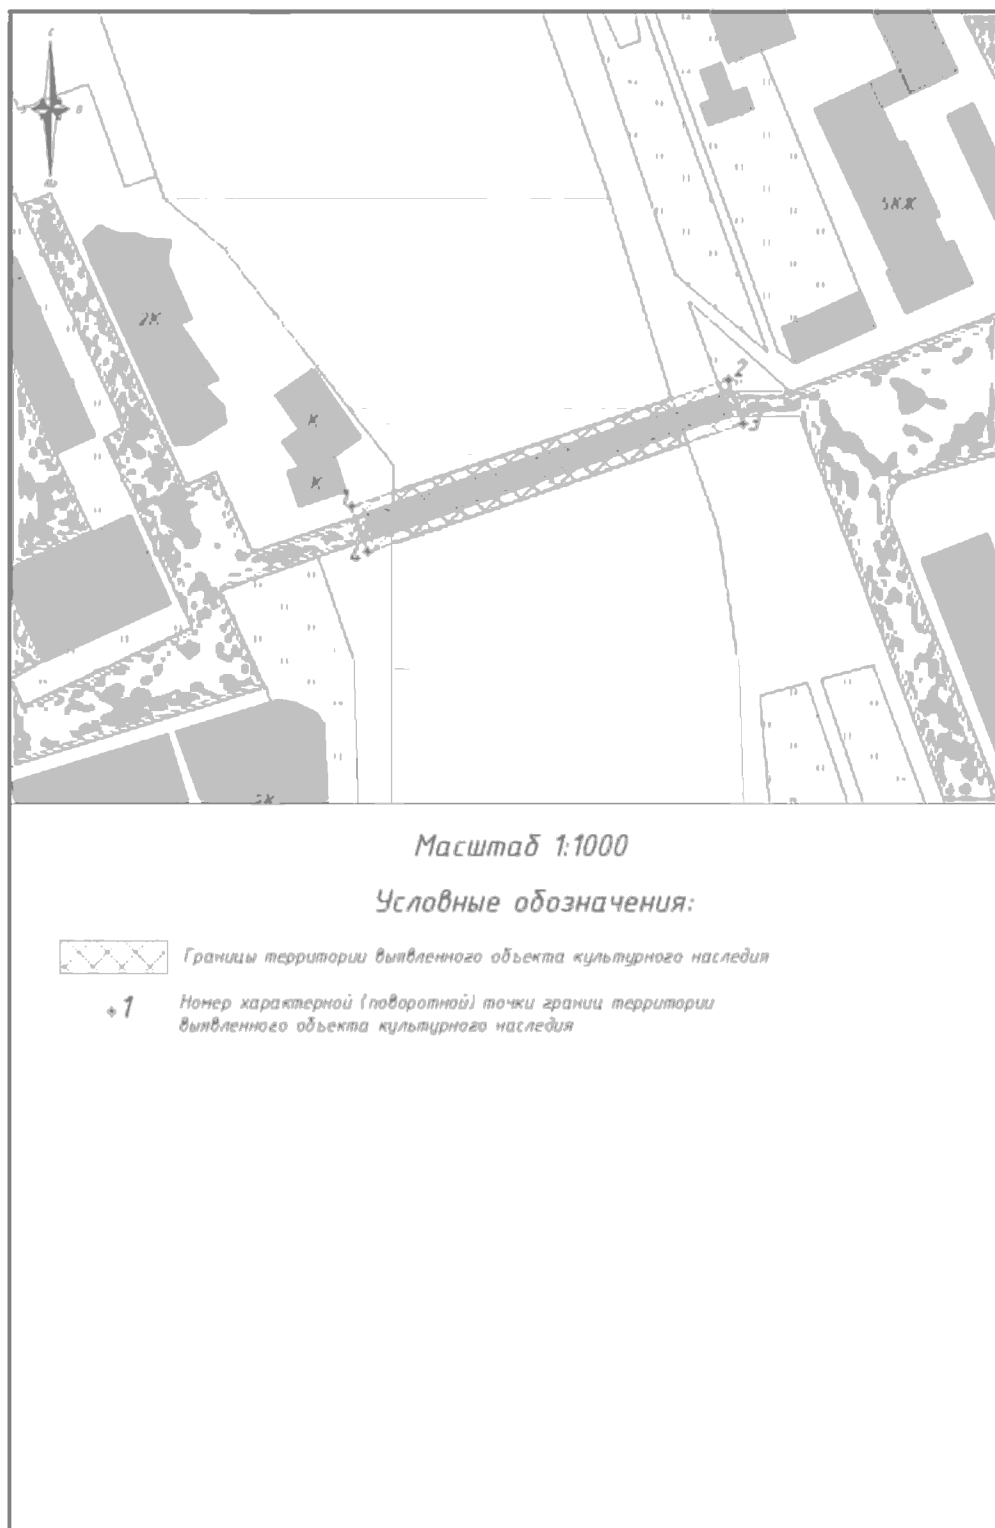 С
В
5КЖ
2К
2
К
3
К
1
4
Масштаб 1:1000
Условные обозначения:
Границы территории выявленного объекта культурного наследия
1
Номер характерной (поворотной) точки границ территории
выявленного объекта культурного наследия